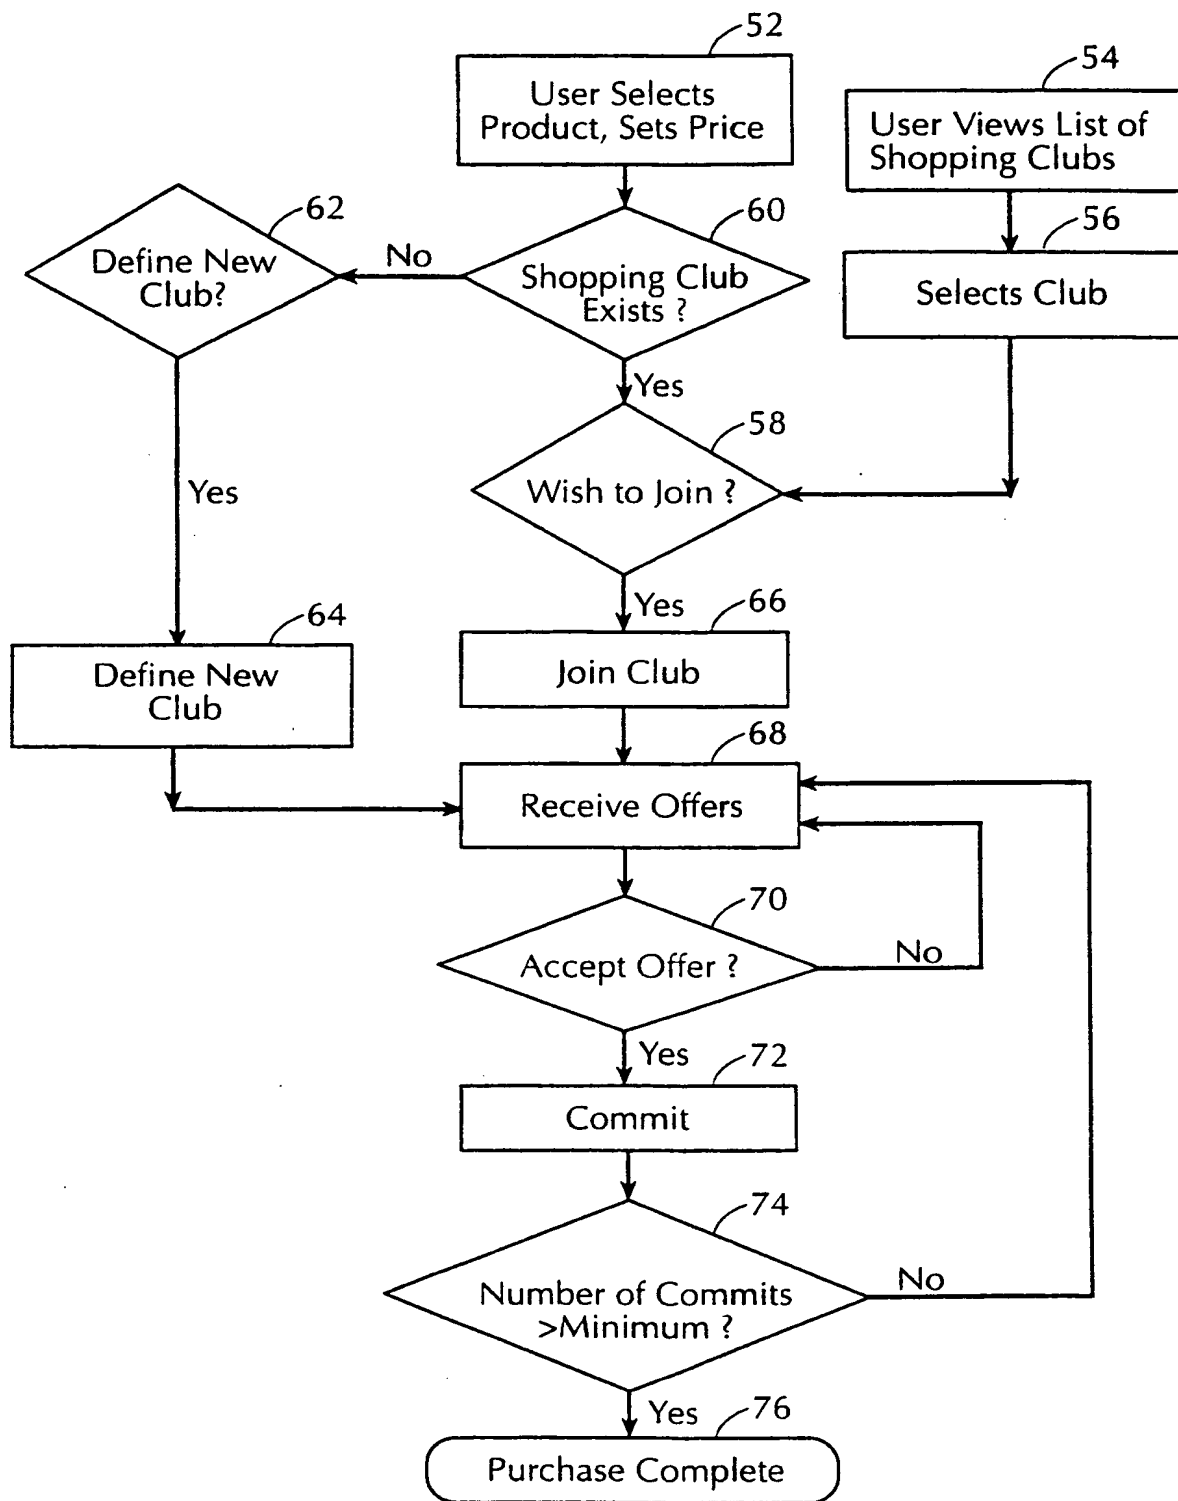 52
User Selects
Product, Sets Price
54
User Views List of
Shopping Clubs
62
Define New
Club?
No
60
Shopping Club
Exists ?
56
Selects Club
Yes
58
Wish to Join ?
Yes
Yes
64
Define New
Club
66
Join Club
68
Receive Offers
70
Accept Offer ?
No
Yes
72
Commit
74
Number of Commits
>Minimum ?
No
Yes
76
Purchase Complete